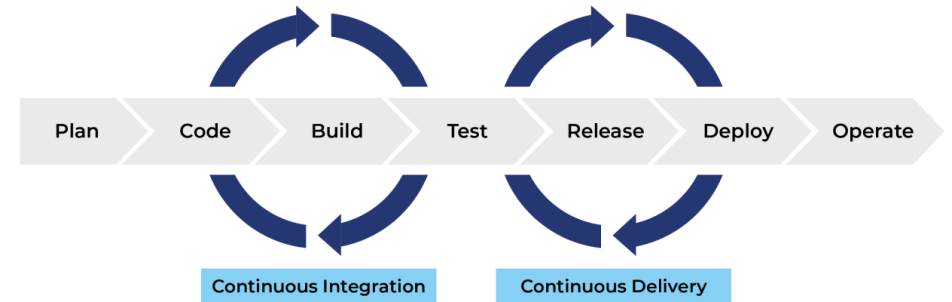 Plan
Code
Build
Test
Release
Deploy
Operate
Continuous Integration
Continuous Delivery